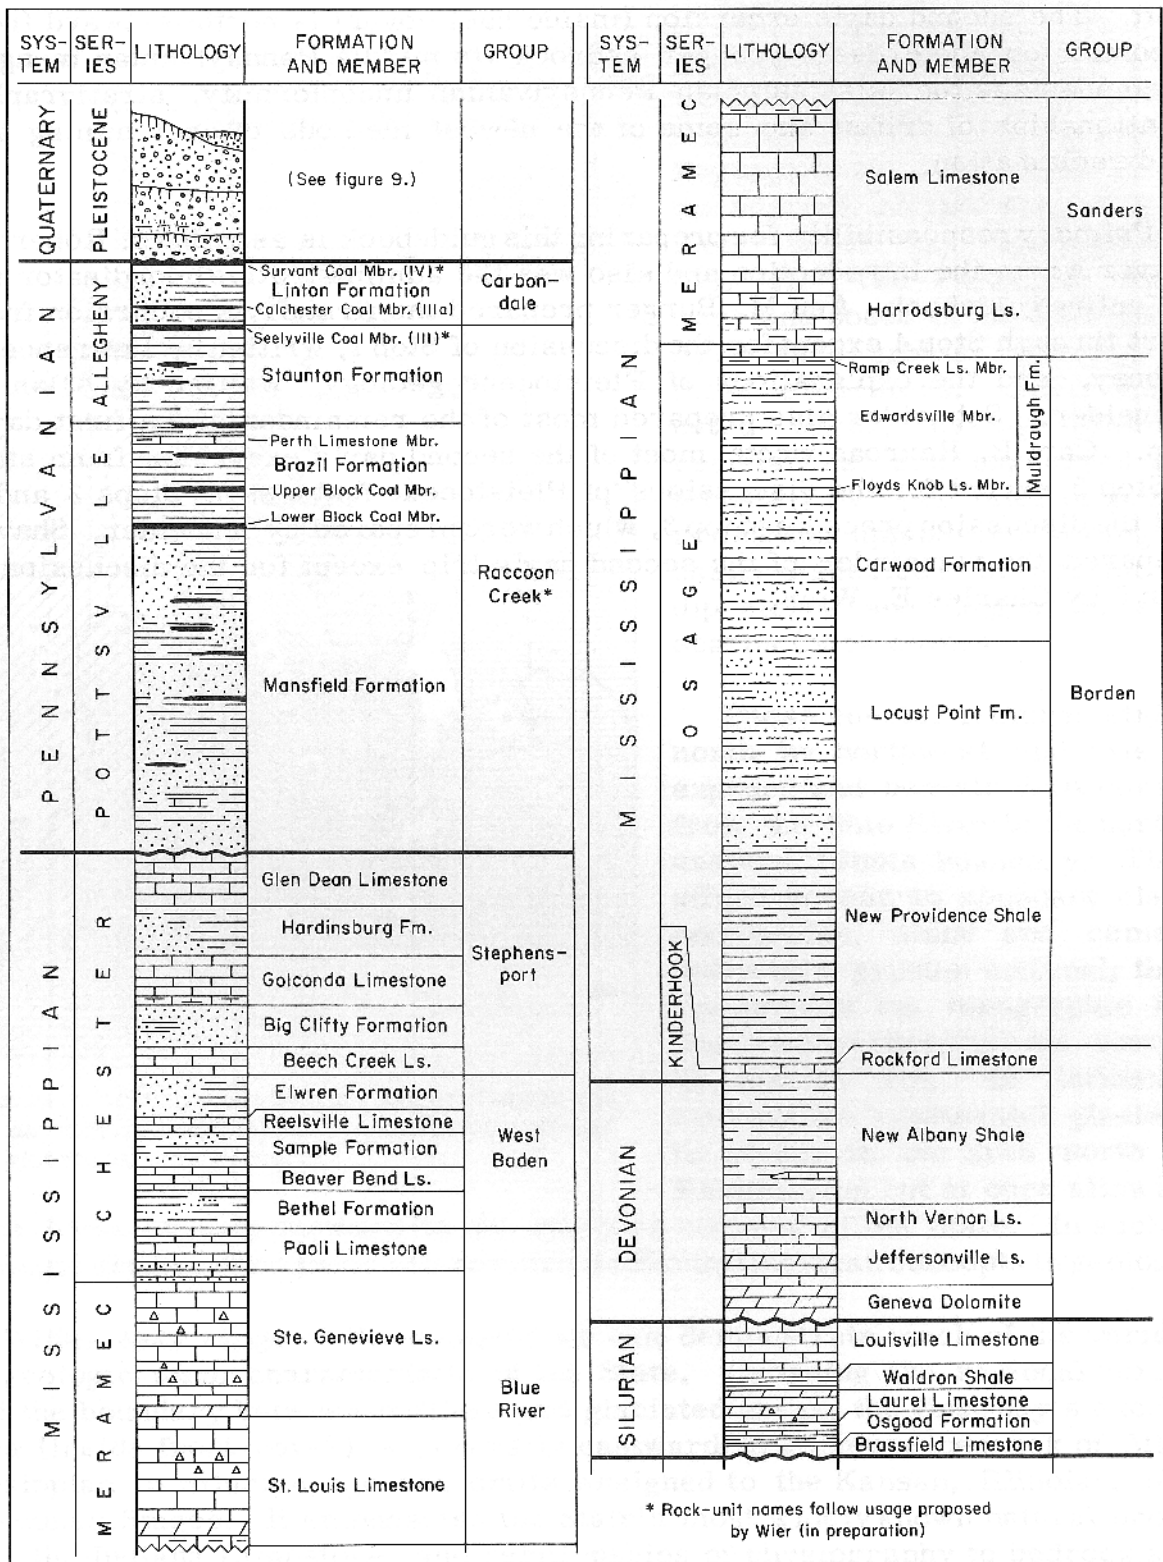 SYS-
TEM
SER-
IES
LITHOLOGY
FORMATION
AND MEMBER
GROUP
QUATERNARY
PLEISTOCENE
(See figure 9.)
PENNSYLVANIAN
ALLEGHENY
POTTSVILLE
Survant Coal Mbr. (IV)*
Linton Formation
Colchester Coal Mbr. (IIIa)
Carbon-
dale
Seelyville Coal Mbr. (III)*
Staunton Formation
Perth Limestone Mbr.
Brazil Formation
Upper Block Coal Mbr.
Lower Block Coal Mbr.
Raccoon
Creek*
Mansfield Formation
MISSISSIPPIAN
CHESTER
Glen Dean Limestone
Hardinsburg Fm.
Golconda Limestone
Big Clifty Formation
Beech Creek Ls.
Stephens-
port
Elwren Formation
Reelsville Limestone
Sample Formation
Beaver Bend Ls.
Bethel Formation
West
Baden
Paoli Limestone
MERAMEC
Ste. Genevieve Ls.
St. Louis Limestone
Blue
River
SYS-
TEM
SER-
IES
LITHOLOGY
FORMATION
AND MEMBER
GROUP
MISSISSIPPIAN
MERAMEC
Salem Limestone
Harrodsburg Ls.
Sanders
OSAGE
Ramp Creek Ls. Mbr.
Edwardsville Mbr.
Floyds Knob Ls. Mbr.
Muldraugh Fm.
Carwood Formation
Locust Point Fm.
Borden
New Providence Shale
KINDERHOOK
Rockford Limestone
DEVONIAN
New Albany Shale
North Vernon Ls.
Jeffersonville Ls.
Geneva Dolomite
SILURIAN
Louisville Limestone
Waldron Shale
Laurel Limestone
Osgood Formation
Brassfield Limestone
* Rock-unit names follow usage proposed
by Wier (in preparation)